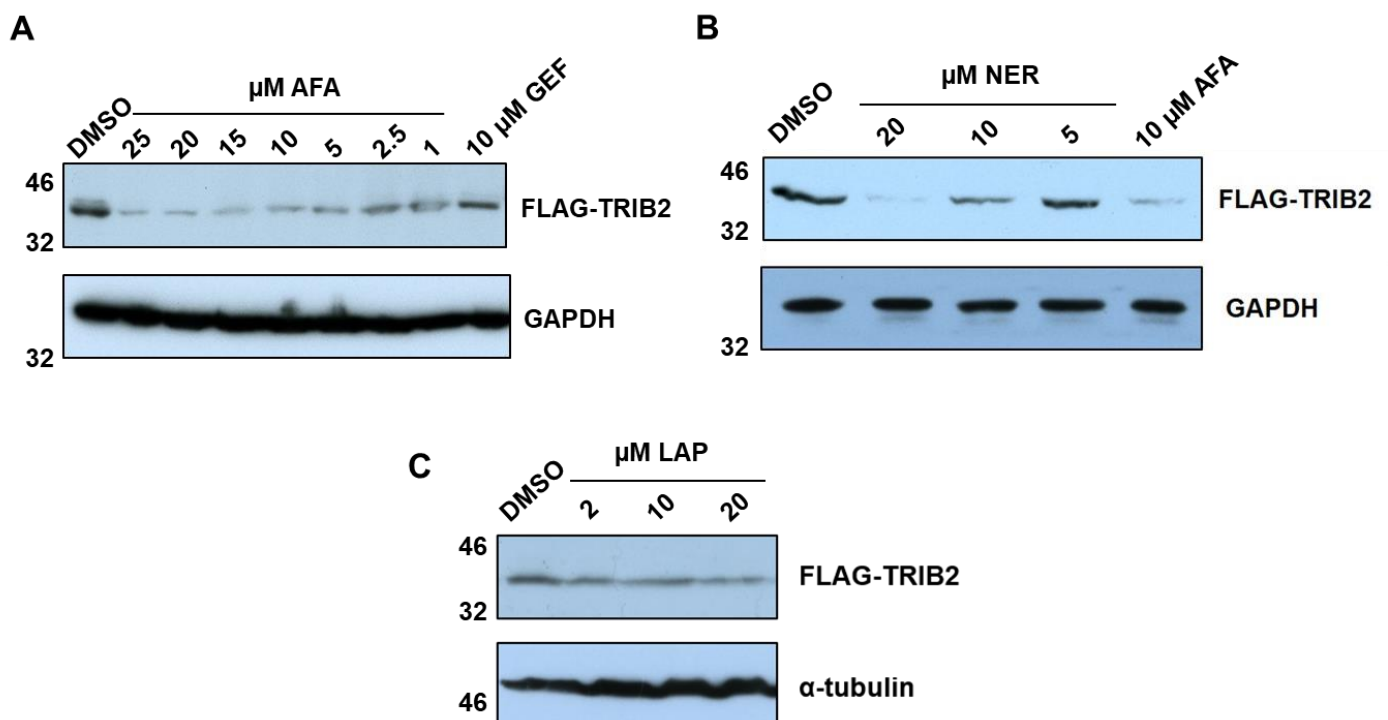 A
µM AFA
DMSO 25 20 15 10 5 2.5 1 10 µM GEF
46
FLAG-TRIB2
32
GAPDH
32
B
µM NER
DMSO 20 10 5 10 µM AFA
46
FLAG-TRIB2
32
GAPDH
32
C
µM LAP
DMSO 2 10 20
46
FLAG-TRIB2
32
α-tubulin
46